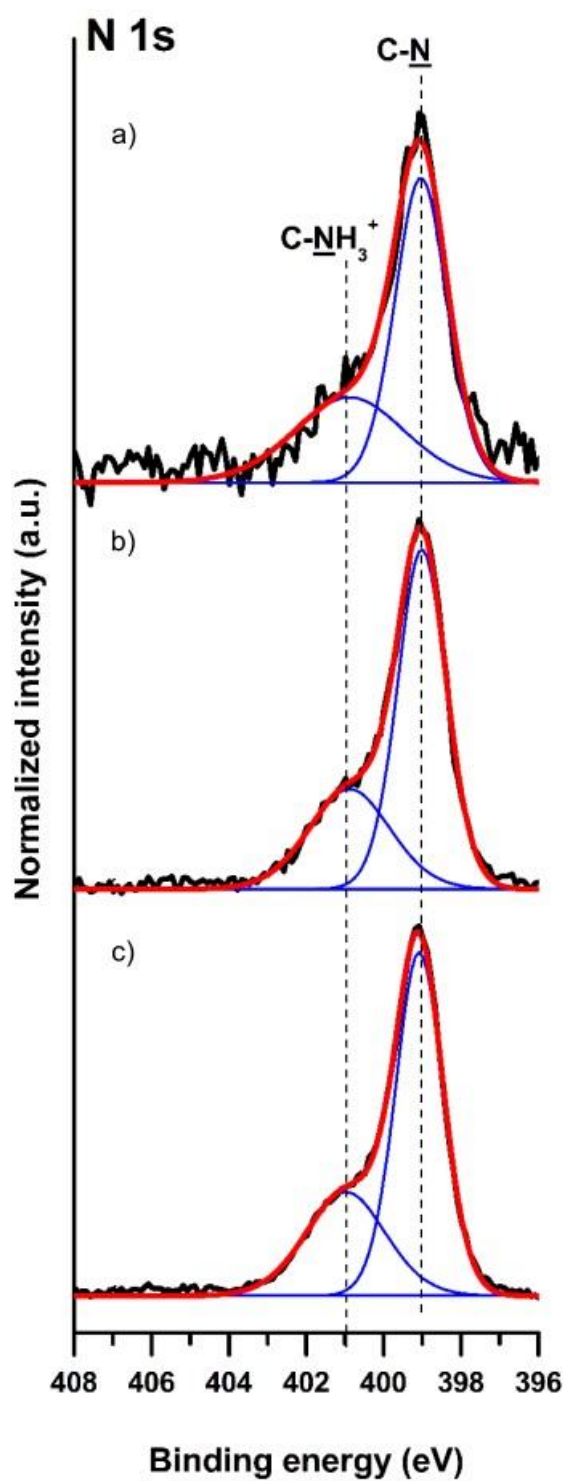 N 1s
C-N
a)
C-NH₃⁺
b)
c)
Normalized intensity (a.u.)
408 406 404 402 400 398 396
Binding energy (eV)